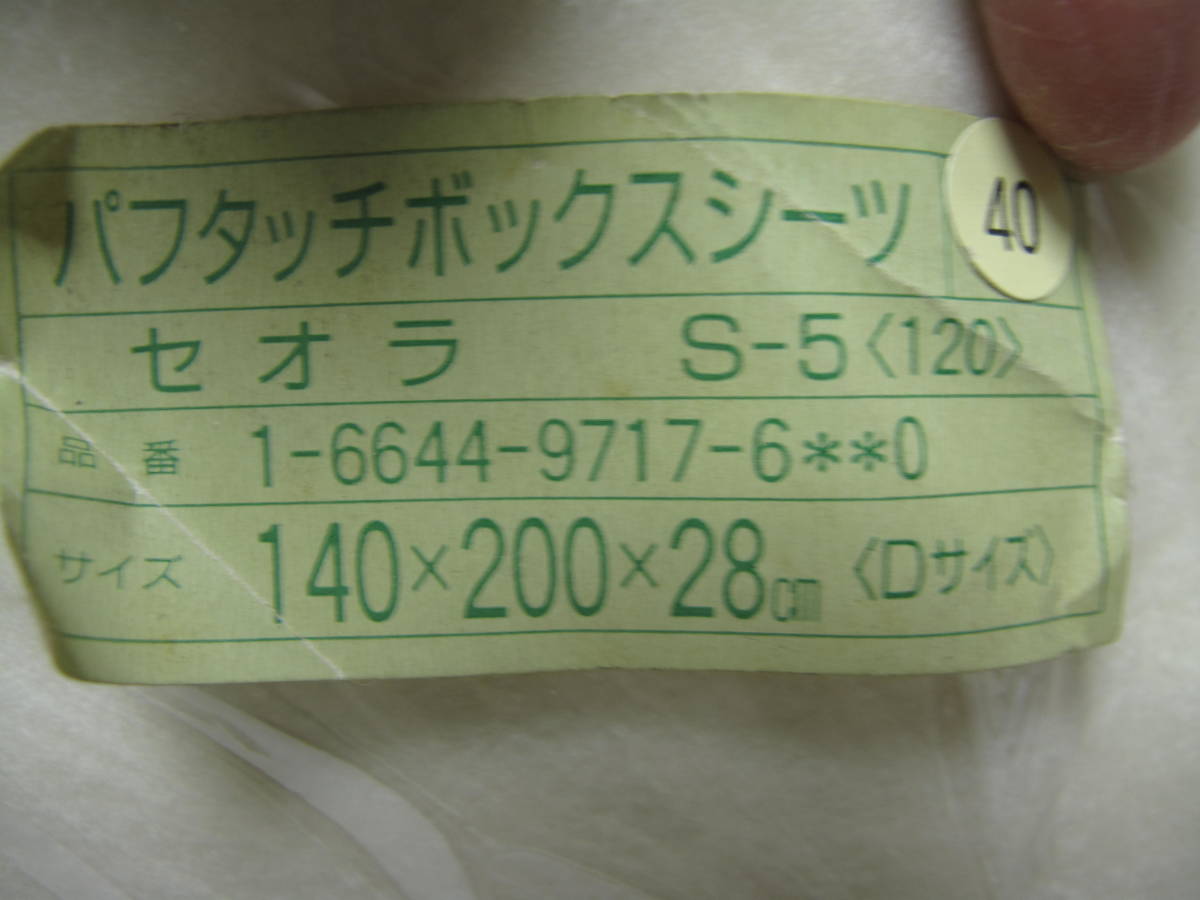 パフタッチボックスシーツ 40
セオラ S-5〈120〉
品番 1-6644-9717-6**0
サイズ 140×200×28cm 〈Dサイズ〉